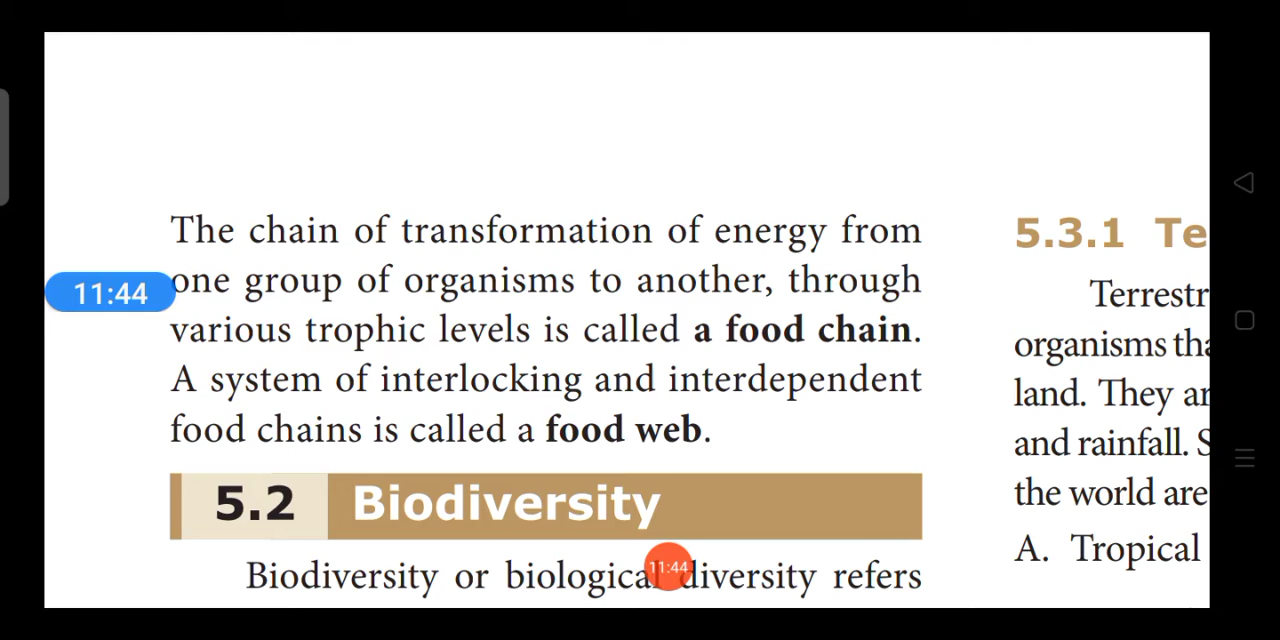 The chain of transformation of energy from
one group of organisms to another, through
various trophic levels is called a food chain.
A system of interlocking and interdependent
food chains is called a food web.
5.2 Biodiversity
Biodiversity or biological diversity refers
5.3.1 Te
Terrestr
organisms tha
land. They ar
and rainfall. S
the world are
A. Tropical
11:44
11:44